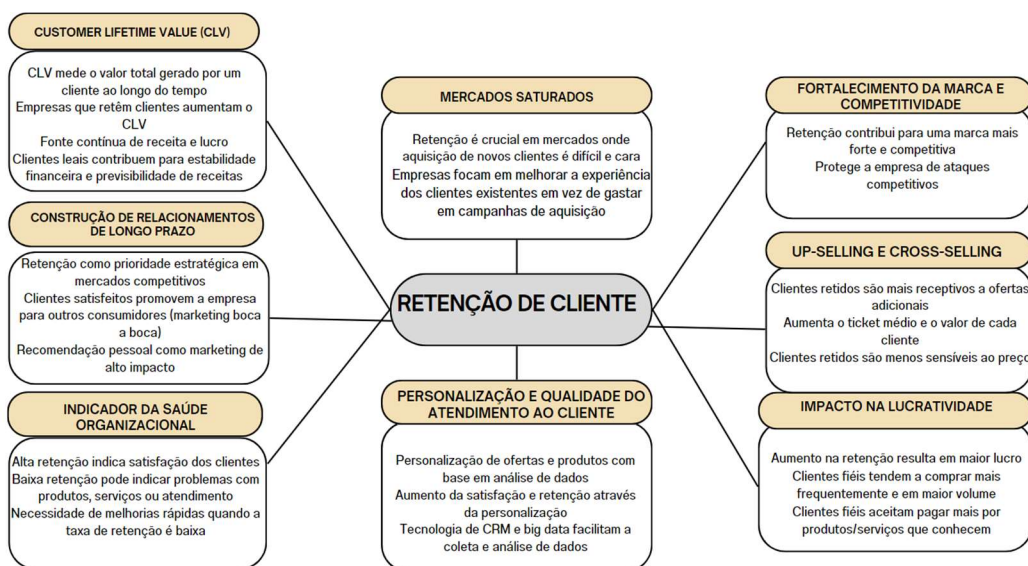 CUSTOMER LIFETIME VALUE (CLV)
CLV mede o valor total gerado por um
cliente ao longo do tempo
Empresas que retêm clientes aumentam o
CLV
Fonte contínua de receita e lucro
Clientes leais contribuem para estabilidade
financeira e previsibilidade de receitas
CONSTRUÇÃO DE RELACIONAMENTOS
DE LONGO PRAZO
Retenção como prioridade estratégica em
mercados competitivos
Clientes satisfeitos promovem a empresa
para outros consumidores (marketing boca
a boca)
Recomendação pessoal como marketing de
alto impacto
INDICADOR DA SAÚDE
ORGANIZACIONAL
Alta retenção indica satisfação dos clientes
Baixa retenção pode indicar problemas com
produtos, serviços ou atendimento
Necessidade de melhorias rápidas quando a
taxa de retenção é baixa
MERCADOS SATURADOS
Retenção é crucial em mercados onde
aquisição de novos clientes é difícil e cara
Empresas focam em melhorar a experiência
dos clientes existentes em vez de gastar
em campanhas de aquisição
RETENÇÃO DE CLIENTE
PERSONALIZAÇÃO E QUALIDADE DO
ATENDIMENTO AO CLIENTE
Personalização de ofertas e produtos com
base em análise de dados
Aumento da satisfação e retenção através
da personalização
Tecnologia de CRM e big data facilitam a
coleta e análise de dados
FORTALECIMENTO DA MARCA E
COMPETITIVIDADE
Retenção contribui para uma marca mais
forte e competitiva
Protege a empresa de ataques
competitivos
UP-SELLING E CROSS-SELLING
Clientes retidos são mais receptivos a ofertas
adicionais
Aumenta o ticket médio e o valor de cada
cliente
Clientes retidos são menos sensíveis ao preço
IMPACTO NA LUCRATIVIDADE
Aumento na retenção resulta em maior lucro
Clientes fiéis tendem a comprar mais
frequentemente e em maior volume
Clientes fiéis aceitam pagar mais por
produtos/serviços que conhecem